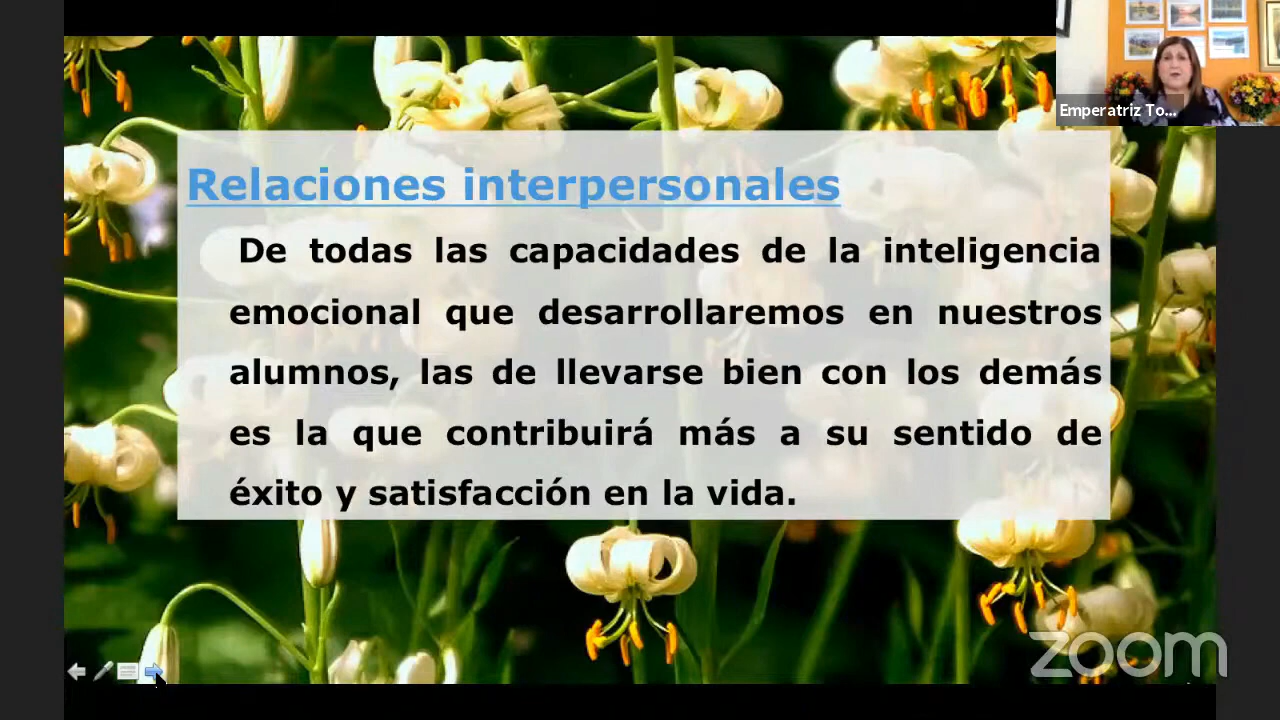 Emperatriz To...
Relaciones interpersonales
De todas las capacidades de la inteligencia
emocional que desarrollaremos en nuestros
alumnos, las de llevarse bien con los demás
es la que contribuirá más a su sentido de
éxito y satisfacción en la vida.
zoom